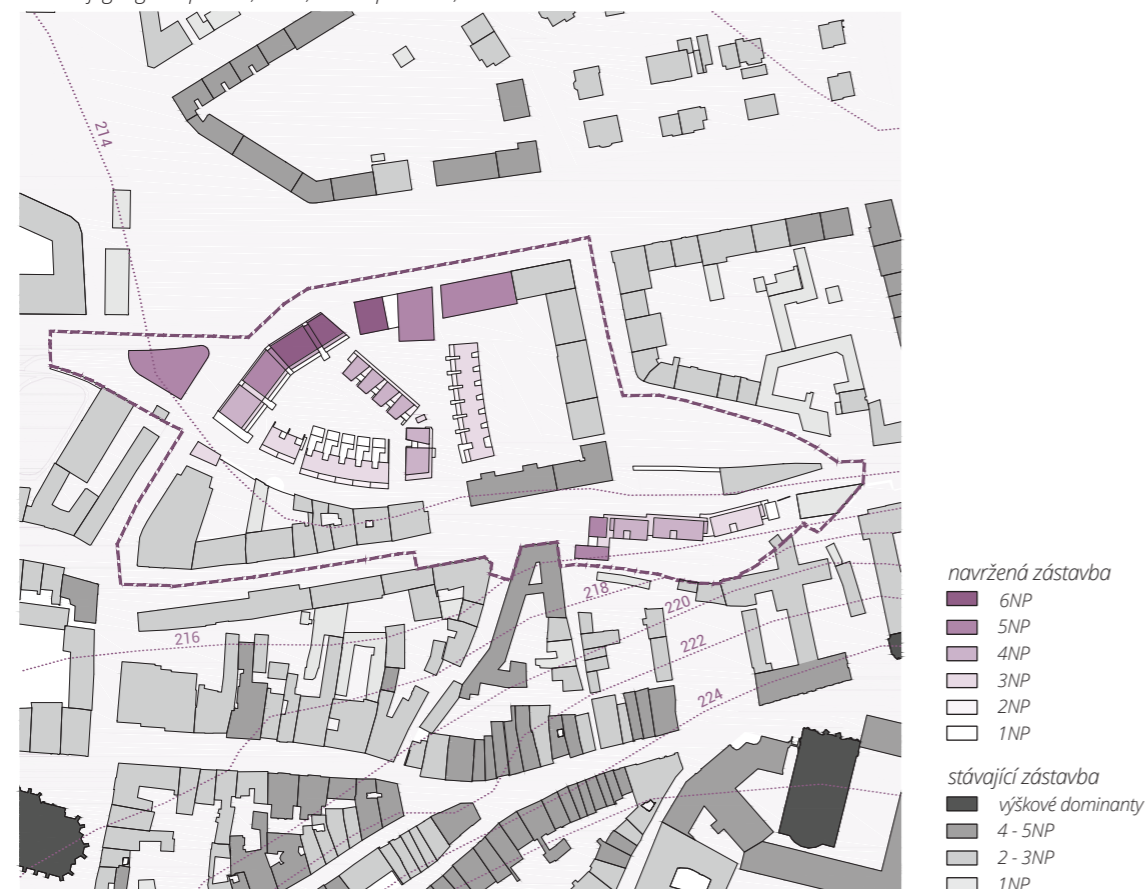 214
216
218
220
222
224
navržená zástavba
6NP
5NP
4NP
3NP
2NP
1NP
stávající zástavba
výškové dominanty
4 - 5NP
2 - 3NP
1NP